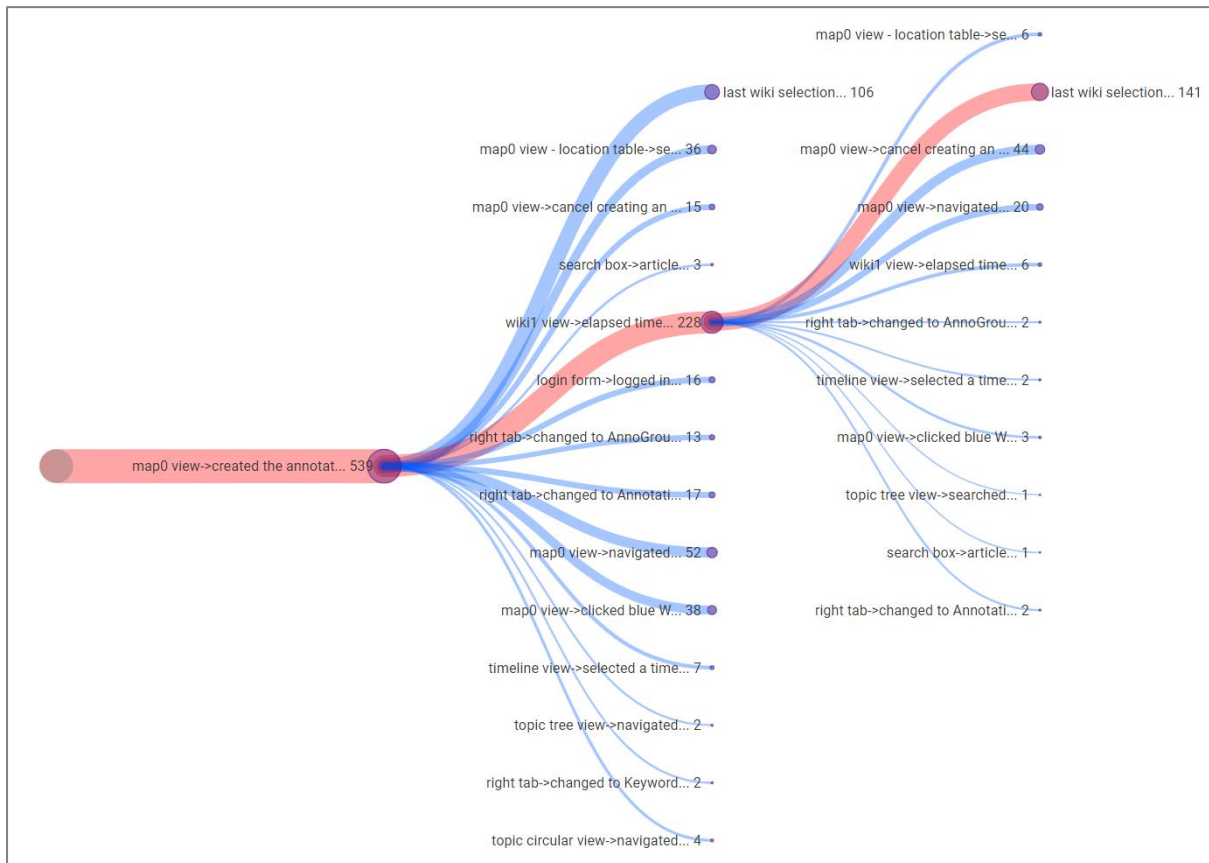 map0 view->created the annotat... 539
last wiki selection... 106
map0 view - location table->se... 36
map0 view->cancel creating an ... 15
search box->article... 3
wiki1 view->elapsed time... 228
login form->logged in... 16
right tab->changed to AnnoGrou... 13
right tab->changed to Annotati... 17
map0 view->navigated... 52
map0 view->clicked blue W... 38
timeline view->selected a time... 7
topic tree view->navigated... 2
right tab->changed to Keyword... 2
topic circular view->navigated... 4
map0 view - location table->se... 6
last wiki selection... 141
map0 view->cancel creating an ... 44
map0 view->navigated... 20
wiki1 view->elapsed time... 6
right tab->changed to AnnoGrou... 2
timeline view->selected a time... 2
map0 view->clicked blue W... 3
topic tree view->searched... 1
search box->article... 1
right tab->changed to Annotati... 2